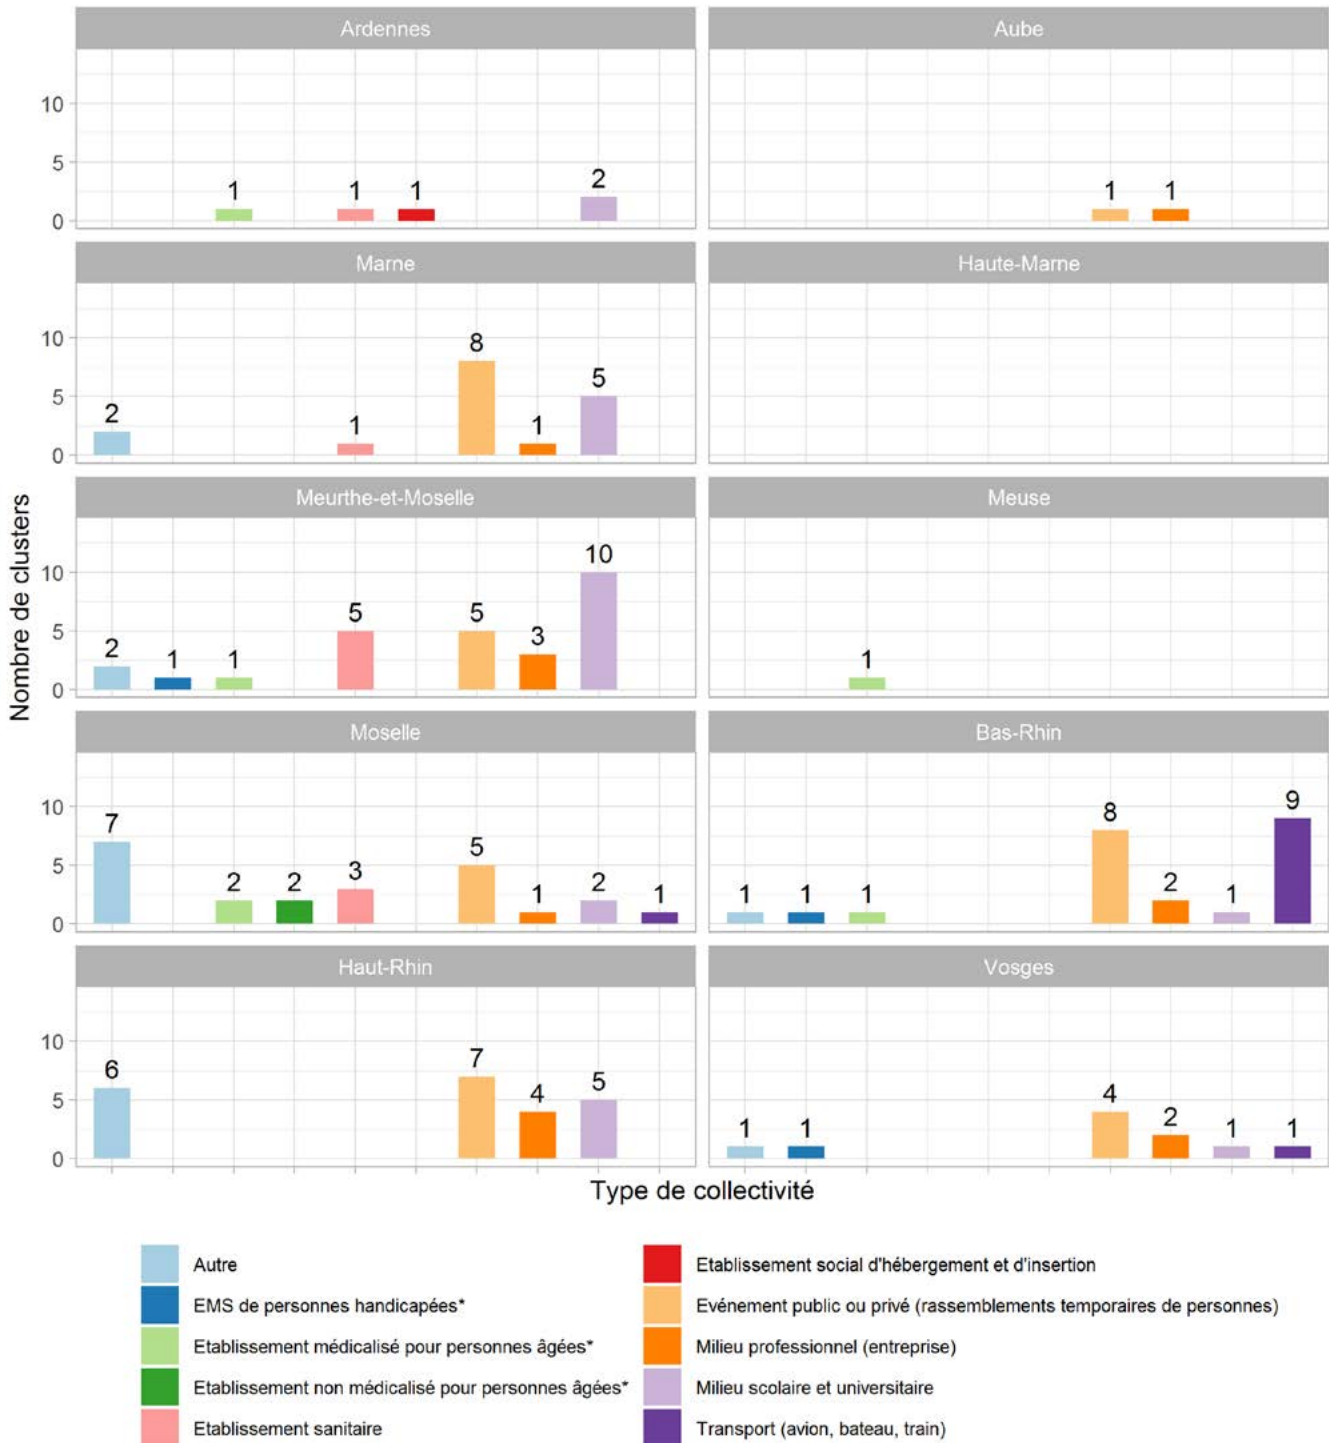 Ardennes
Aube
10
5
0
1
1
1
2
1
1
Marne
Haute-Marne
10
5
0
2
1
8
1
5
Meurthe-et-Moselle
Meuse
10
5
0
2
1
1
5
5
3
10
1
Moselle
Bas-Rhin
10
5
0
7
2
2
3
5
1
2
1
1
1
1
8
2
1
9
Haut-Rhin
Vosges
10
5
0
6
7
4
5
1
1
4
2
1
1
Nombre de clusters
Type de collectivité
Autre
EMS de personnes handicapées*
Etablissement médicalisé pour personnes âgées*
Etablissement non médicalisé pour personnes âgées*
Etablissement sanitaire
Etablissement social d'hébergement et d'insertion
Evénement public ou privé (rassemblements temporaires de personnes)
Milieu professionnel (entreprise)
Milieu scolaire et universitaire
Transport (avion, bateau, train)